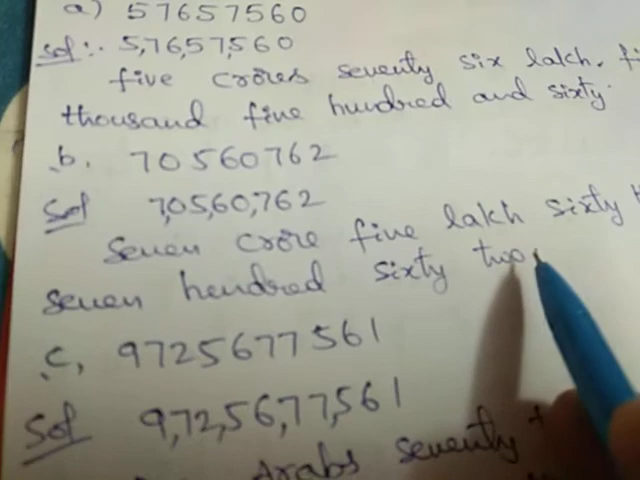 a) 57657560
Sol:. 5,76,57,560
five crores seventy six lakh. fi
thousand five hundred and sixty.
b. 70560762
Sol 7,05,60,762
Seven crore five lakh sixty
seven hundred sixty two
c, 9725677561
Sol 9,72,56,77,561
Arabs seventy